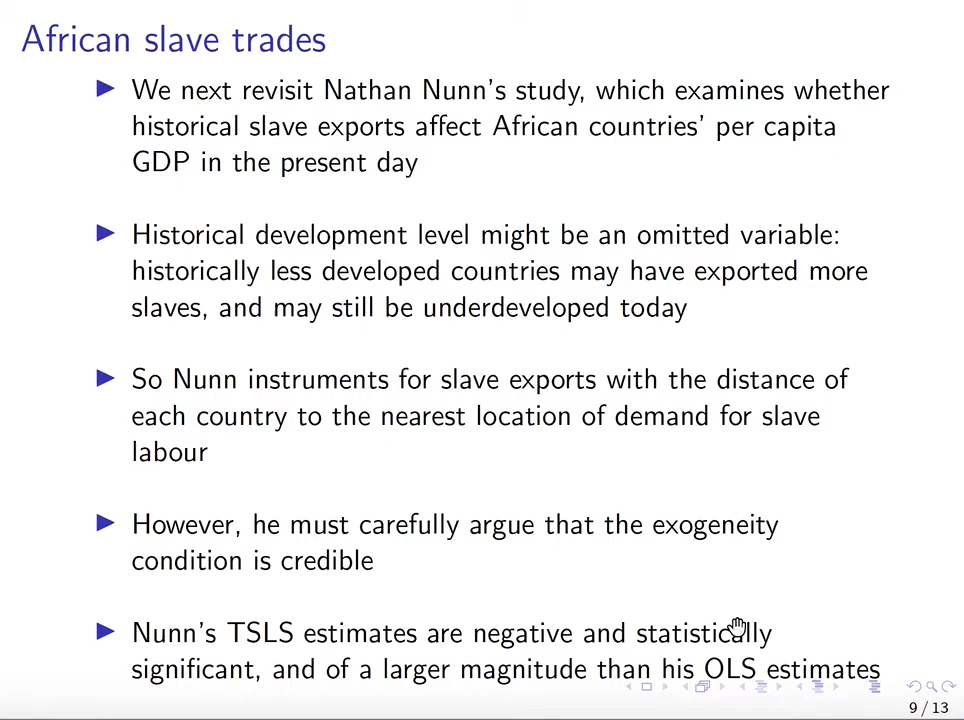 African slave trades
We next revisit Nathan Nunn's study, which examines whether
historical slave exports affect African countries' per capita
GDP in the present day
Historical development level might be an omitted variable:
historically less developed countries may have exported more
slaves, and may still be underdeveloped today
So Nunn instruments for slave exports with the distance of
each country to the nearest location of demand for slave
labour
However, he must carefully argue that the exogeneity
condition is credible
Nunn's TSLS estimates are negative and statistically
significant, and of a larger magnitude than his OLS estimates
9 / 13